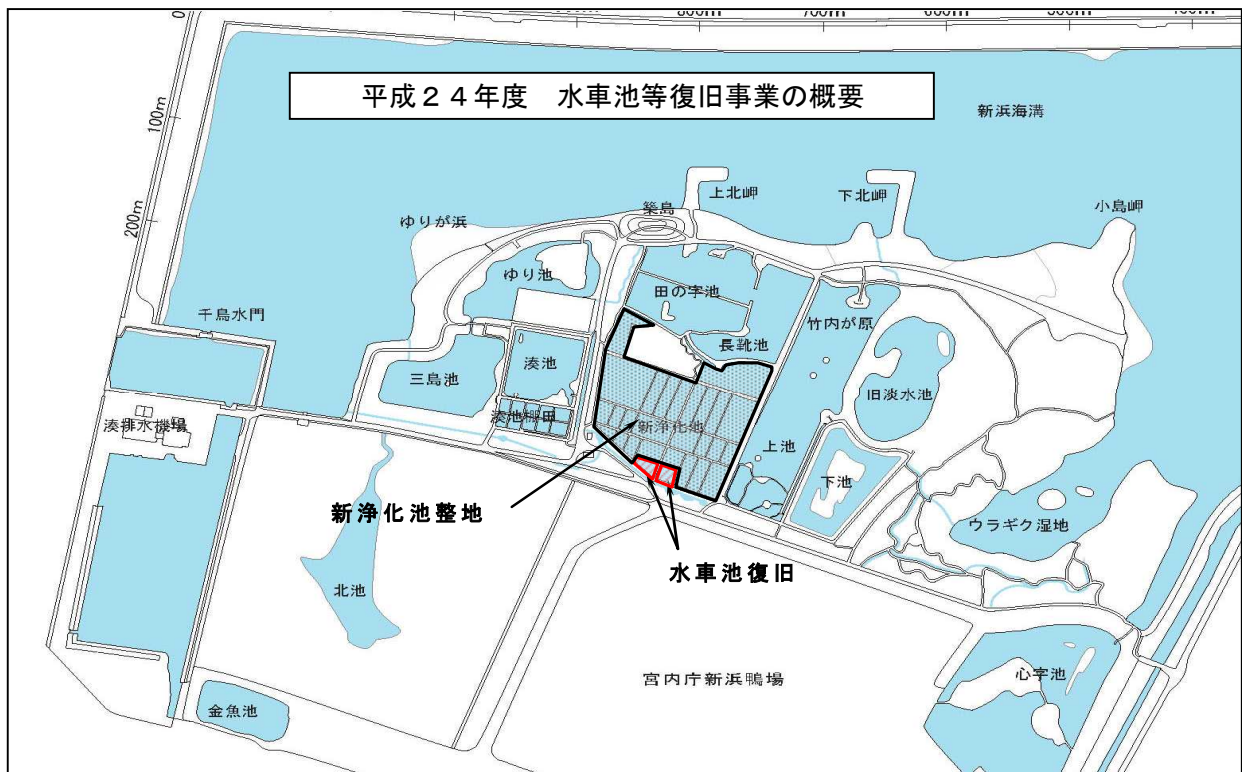 0
800m
700m
100m
200m
平成２４年度　水車池等復旧事業の概要
新浜海溝
上北岬
下北岬
小島岬
築島
ゆりが浜
ゆり池
田の字池
千鳥水門
竹内が原
長靴池
湊池
三島池
旧淡水池
湊池棚田
湊排水機場
新浄化池
上池
下池
新浄化池整地
ウラギク湿地
水車池復旧
北池
宮内庁新浜鴨場
心字池
金魚池